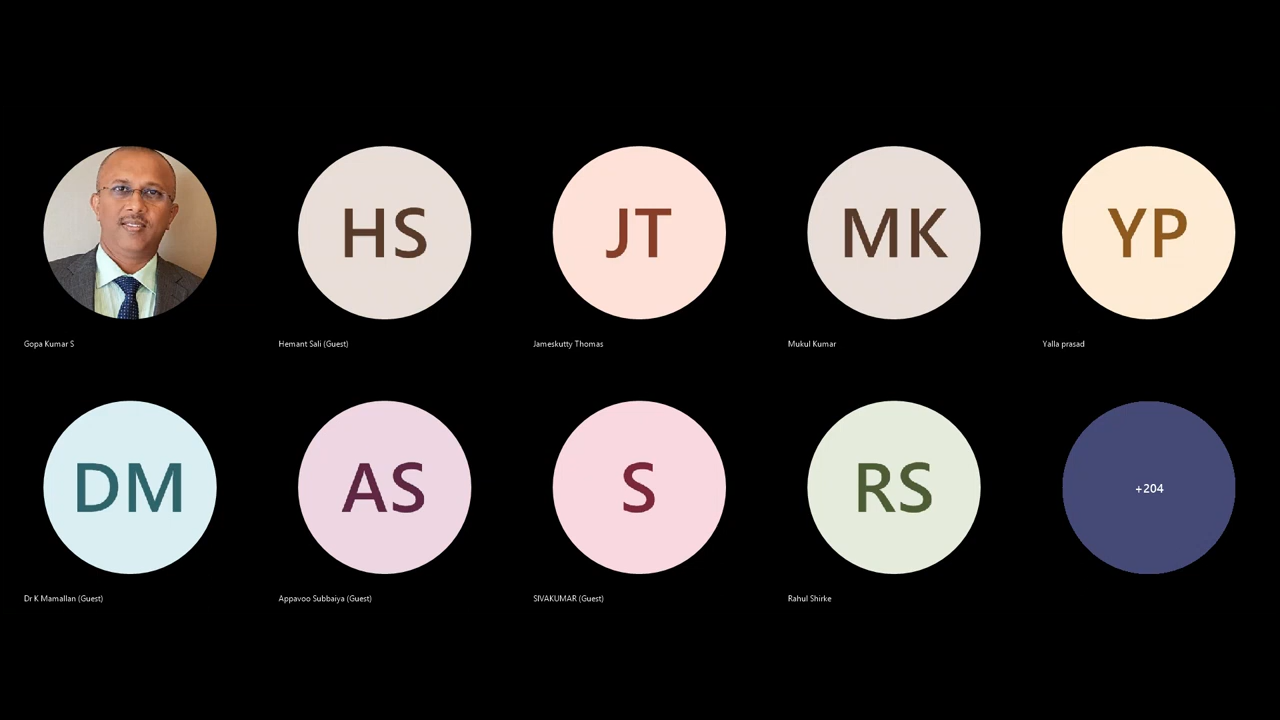 HS
JT
MK
YP
Gopa Kumar S
Hemant Sali (Guest)
Jameskutty Thomas
Mukul Kumar
Yalla prasad
DM
AS
S
RS
+204
Dr K Mamallan (Guest)
Appavoo Subbaiya (Guest)
SIVAKUMAR (Guest)
Rahul Shirke